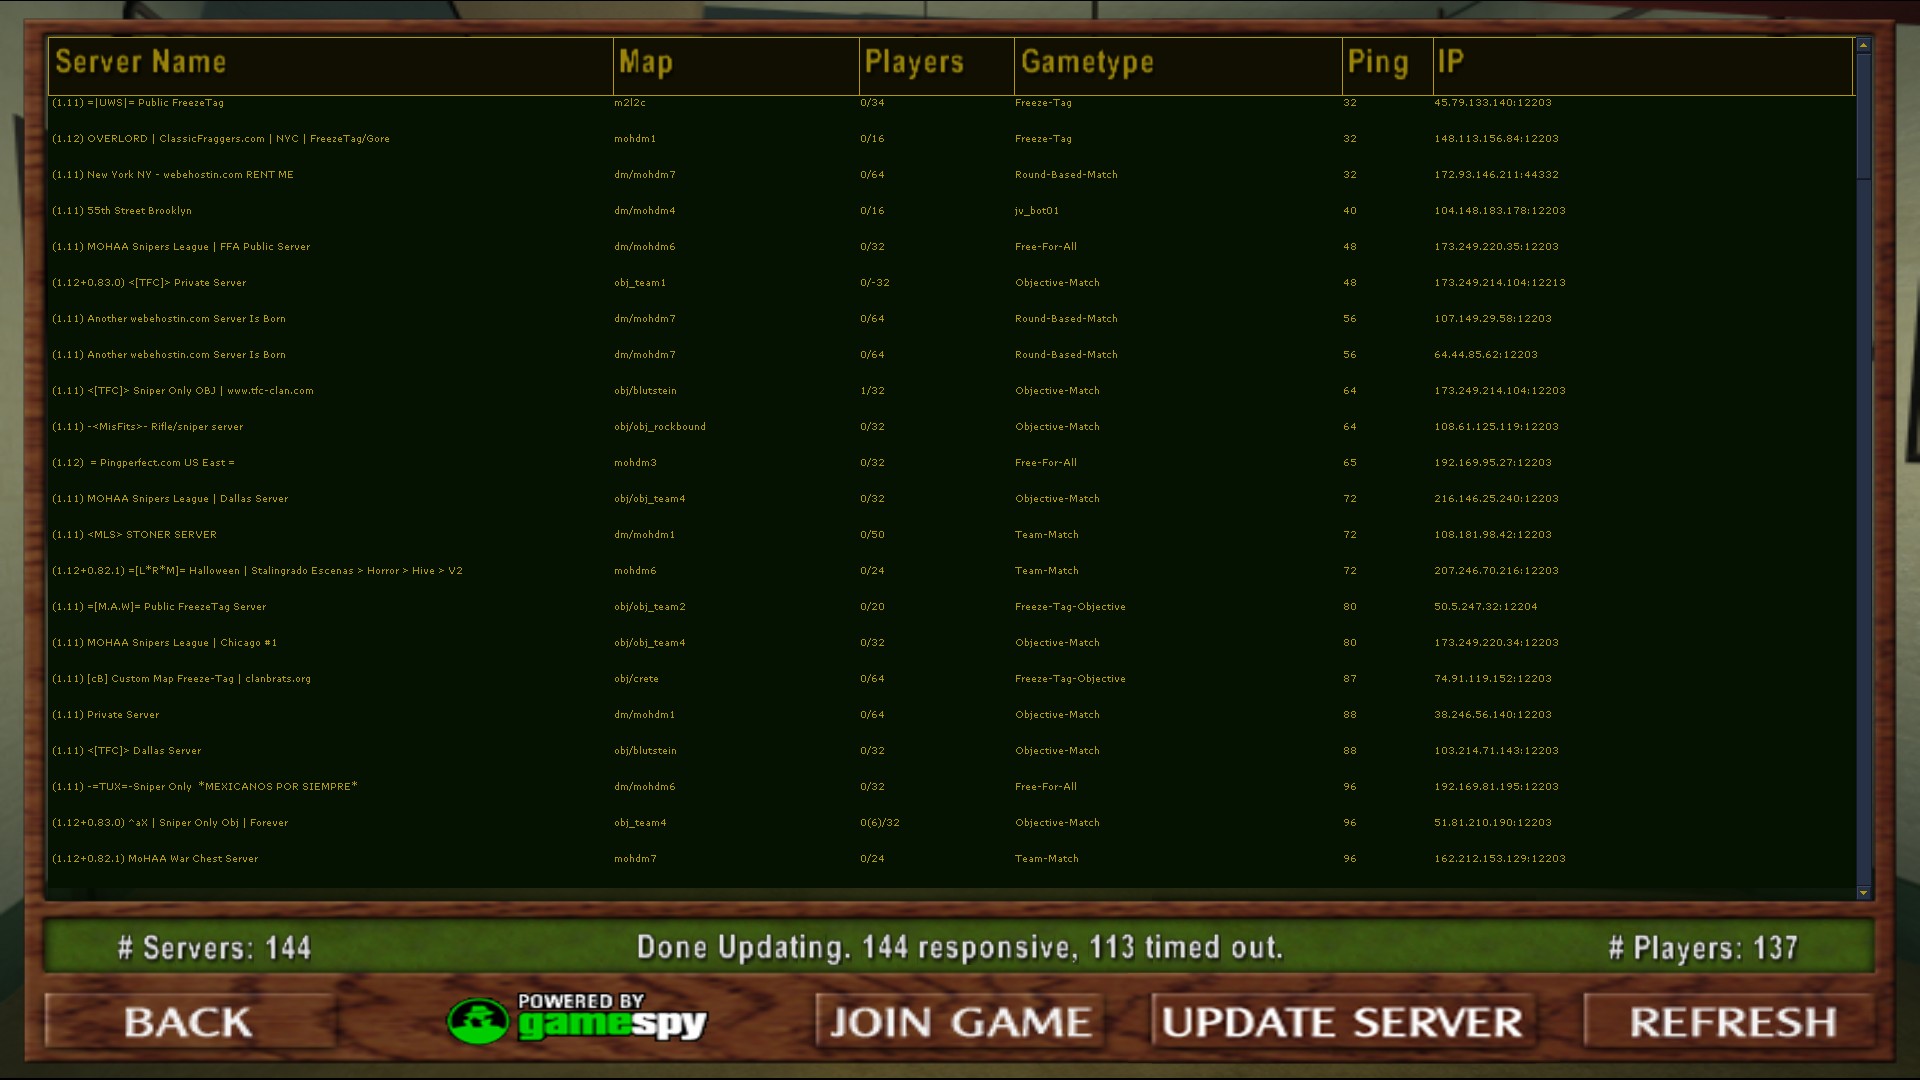 Server Name Map Players Gametype Ping IP
(1.11) =|UWS|= Public FreezeTag m2l2c 0/34 Freeze-Tag 32 45.79.133.140:12203
(1.12) OVERLORD | ClassicFraggers.com | NYC | FreezeTag/Gore mohdm1 0/16 Freeze-Tag 32 148.113.156.84:12203
(1.11) New York NY - webehostin.com RENT ME dm/mohdm7 0/64 Round-Based-Match 32 172.93.146.211:44332
(1.11) 55th Street Brooklyn dm/mohdm4 0/16 jv_bot01 40 104.148.183.178:12203
(1.11) MOHAA Snipers League | FFA Public Server dm/mohdm6 0/32 Free-For-All 48 173.249.220.35:12203
(1.12+0.83.0) <[TFC]> Private Server obj_team1 0/-32 Objective-Match 48 173.249.214.104:12213
(1.11) Another webehostin.com Server Is Born dm/mohdm7 0/64 Round-Based-Match 56 107.149.29.58:12203
(1.11) Another webehostin.com Server Is Born dm/mohdm7 0/64 Round-Based-Match 56 64.44.85.62:12203
(1.11) <[TFC]> Sniper Only OBJ | www.tfc-clan.com obj/blutstein 1/32 Objective-Match 64 173.249.214.104:12203
(1.11) -<MisFits>- Rifle/sniper server obj/obj_rockbound 0/32 Objective-Match 64 108.61.125.119:12203
(1.12) = Pingperfect.com US East = mohdm3 0/32 Free-For-All 65 192.169.95.27:12203
(1.11) MOHAA Snipers League | Dallas Server obj/obj_team4 0/32 Objective-Match 72 216.146.25.240:12203
(1.11) <MLS> STONER SERVER dm/mohdm1 0/50 Team-Match 72 108.181.98.42:12203
(1.12+0.82.1) =[L*R*M]= Halloween | Stalingrado Escenas > Horror > Hive > V2 mohdm6 0/24 Team-Match 72 207.246.70.216:12203
(1.11) =[M.A.W]= Public FreezeTag Server obj/obj_team2 0/20 Freeze-Tag-Objective 80 50.5.247.32:12204
(1.11) MOHAA Snipers League | Chicago #1 obj/obj_team4 0/32 Objective-Match 80 173.249.220.34:12203
(1.11) [cB] Custom Map Freeze-Tag | clanbrats.org obj/crete 0/64 Freeze-Tag-Objective 87 74.91.119.152:12203
(1.11) Private Server dm/mohdm1 0/64 Objective-Match 88 38.246.56.140:12203
(1.11) <[TFC]> Dallas Server obj/blutstein 0/32 Objective-Match 88 103.214.71.143:12203
(1.11) -=TUX=-Sniper Only *MEXICANOS POR SIEMPRE* dm/mohdm6 0/32 Free-For-All 96 192.169.81.195:12203
(1.12+0.83.0) ^aX | Sniper Only Obj | Forever obj_team4 0(6)/32 Objective-Match 96 51.81.210.190:12203
(1.12+0.82.1) MoHAA War Chest Server mohdm7 0/24 Team-Match 96 162.212.153.129:12203
# Servers: 144 Done Updating. 144 responsive, 113 timed out. # Players: 137
BACK POWERED BY gamespy JOIN GAME UPDATE SERVER REFRESH